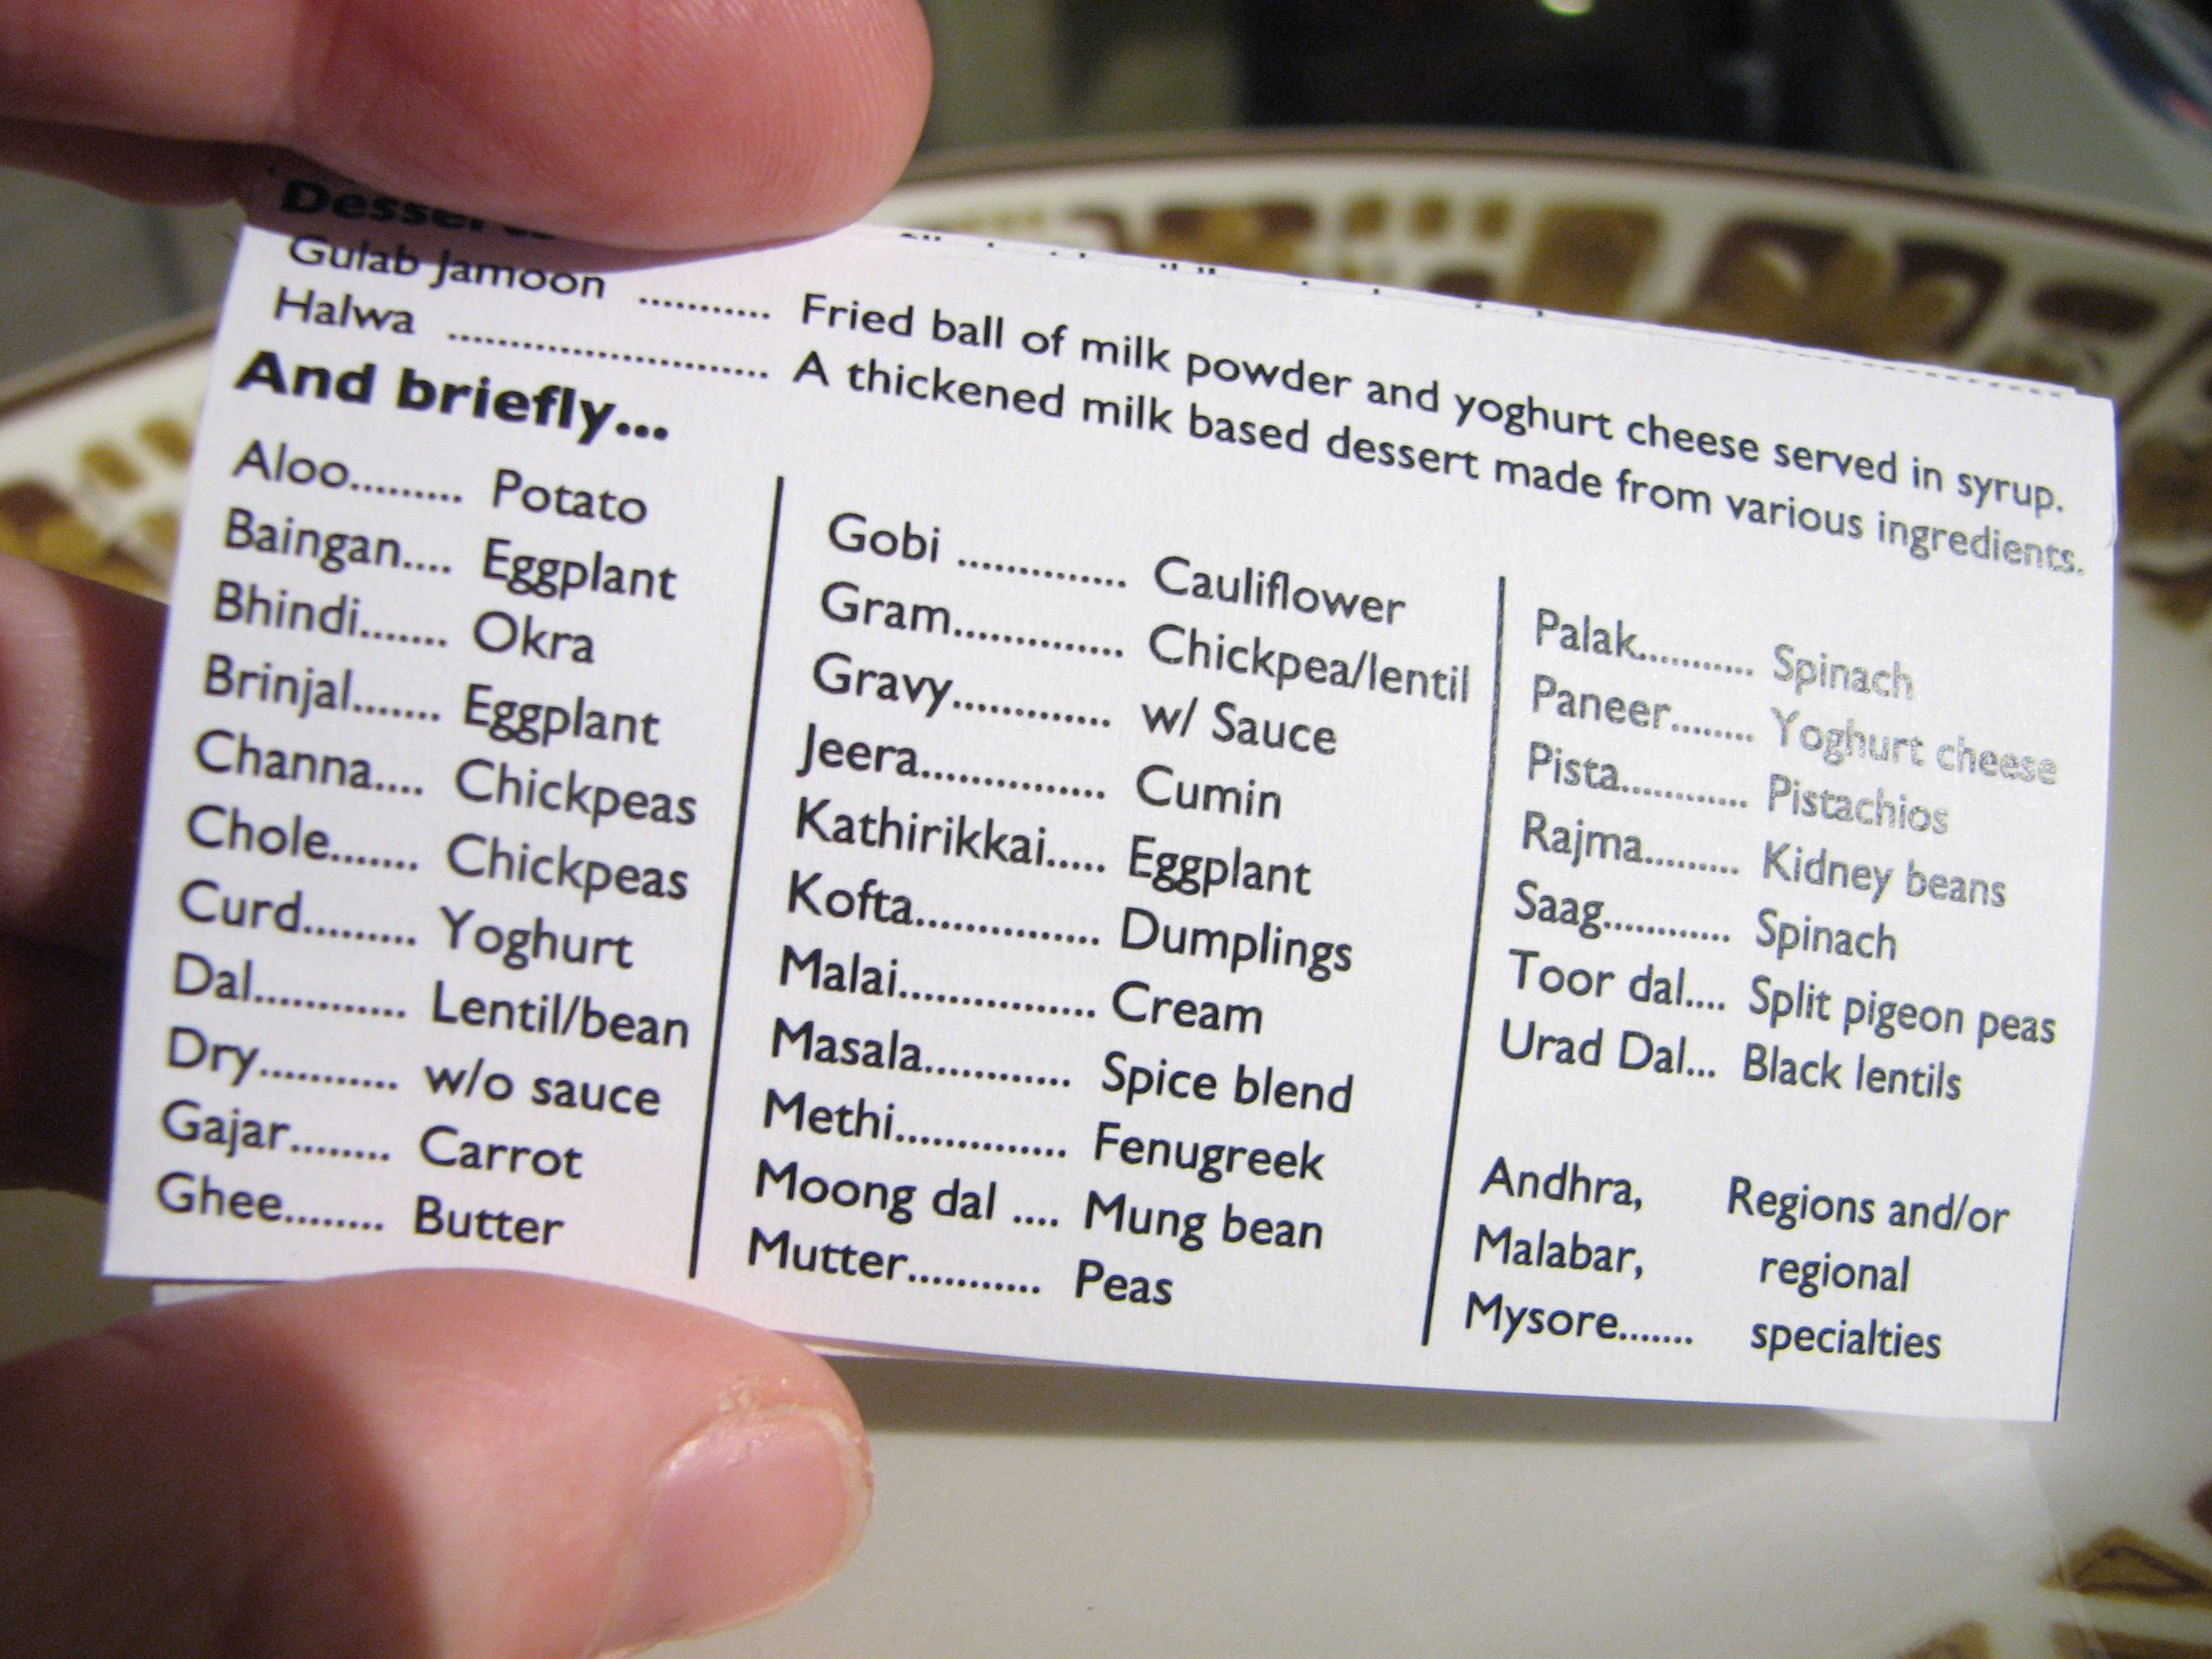 Desserts
Gulab Jamoon .......... Fried ball of milk powder and yoghurt cheese served in syrup.
Halwa ......................... A thickened milk based dessert made from various ingredients.
And briefly...
Aloo......... Potato
Baingan.... Eggplant
Bhindi....... Okra
Brinjal....... Eggplant
Channa.... Chickpeas
Chole....... Chickpeas
Curd......... Yoghurt
Dal............ Lentil/bean
Dry........... w/o sauce
Gajar........ Carrot
Ghee........ Butter
Gobi ............. Cauliflower
Gram............. Chickpea/lentil
Gravy............ w/ Sauce
Jeera.............. Cumin
Kathirikkai..... Eggplant
Kofta.............. Dumplings
Malai............... Cream
Masala............ Spice blend
Methi............. Fenugreek
Moong dal .... Mung bean
Mutter........... Peas
Palak........... Spinach
Paneer........ Yoghurt cheese
Pista............ Pistachios
Rajma......... Kidney beans
Saag............ Spinach
Toor dal.... Split pigeon peas
Urad Dal... Black lentils
Andhra, Regions and/or
Malabar, regional
Mysore....... specialties